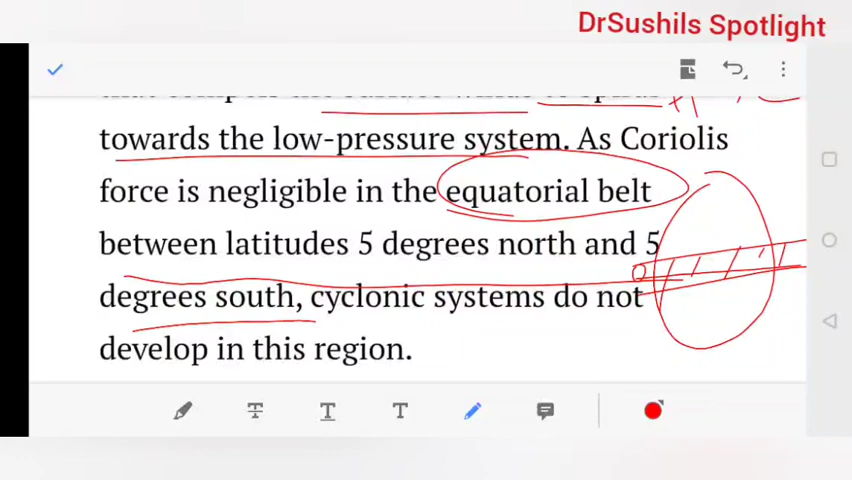 DrSushils Spotlight
towards the low-pressure system. As Coriolis
force is negligible in the equatorial belt
between latitudes 5 degrees north and 5
degrees south, cyclonic systems do not
develop in this region.